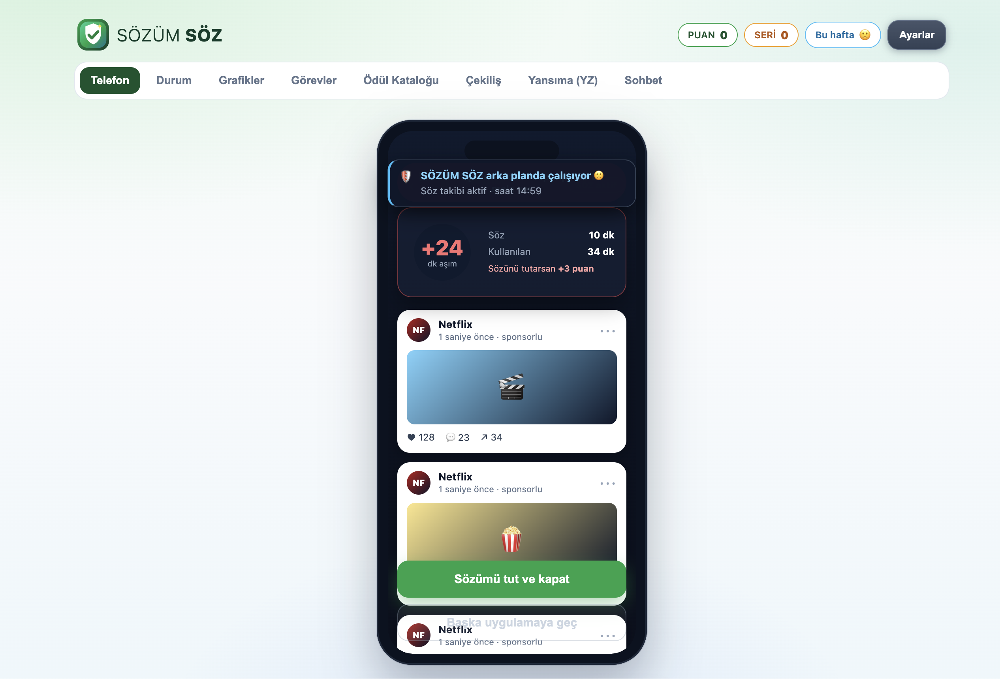 SÖZÜM SÖZ
PUAN 0
SERİ 0
Bu hafta
Ayarlar
Telefon
Durum
Grafikler
Görevler
Ödül Kataloğu
Çekiliş
Yansıma (YZ)
Sohbet
SÖZÜM SÖZ arka planda çalışıyor
Söz takibi aktif · saat 14:59
+24
dk aşım
Söz 10 dk
Kullanılan 34 dk
Sözünü tutarsan +3 puan
NF
Netflix
1 saniye önce · sponsorlu
128 23 34
NF
Netflix
1 saniye önce · sponsorlu
Sözümü tut ve kapat
Başka uygulamaya geç
NF
Netflix
1 saniye önce · sponsorlu